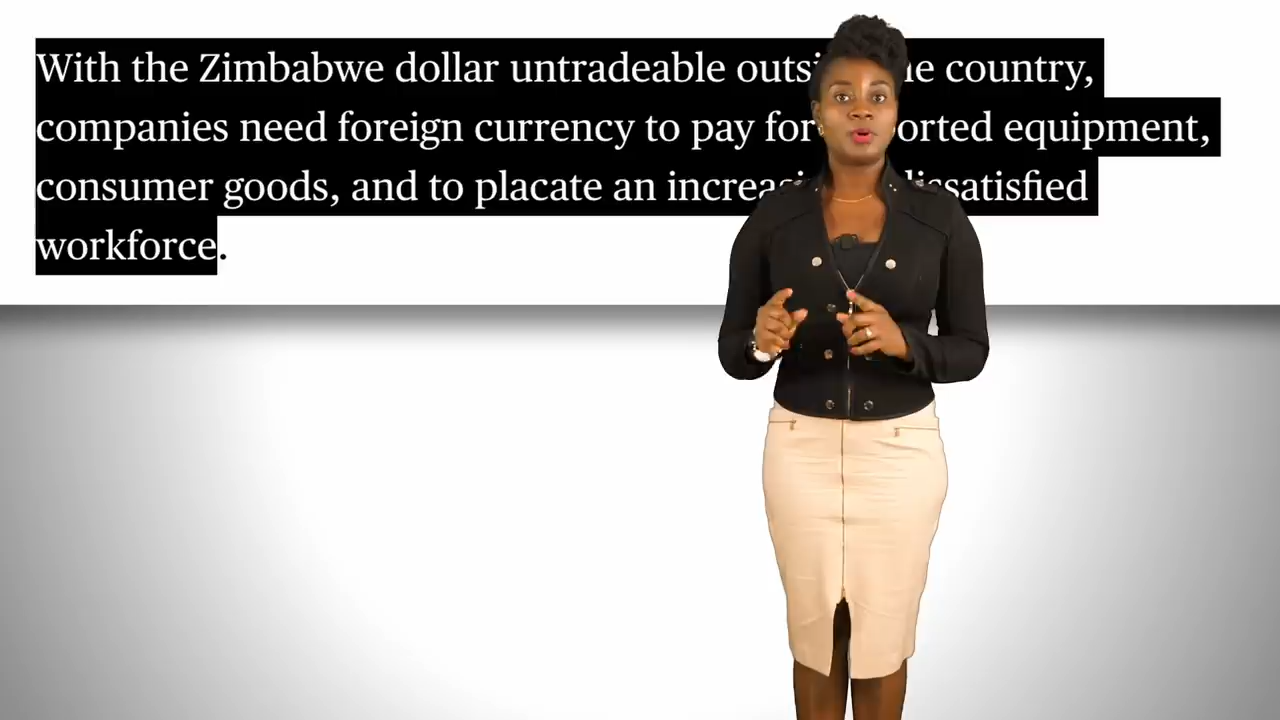 With the Zimbabwe dollar untradeable country,
companies need foreign currency to pay for equipment,
consumer goods, and to placate an dissatisfied
workforce.